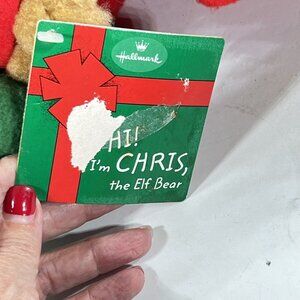 Hallmark
HI!
I'm CHRIS,
the Elf Bear